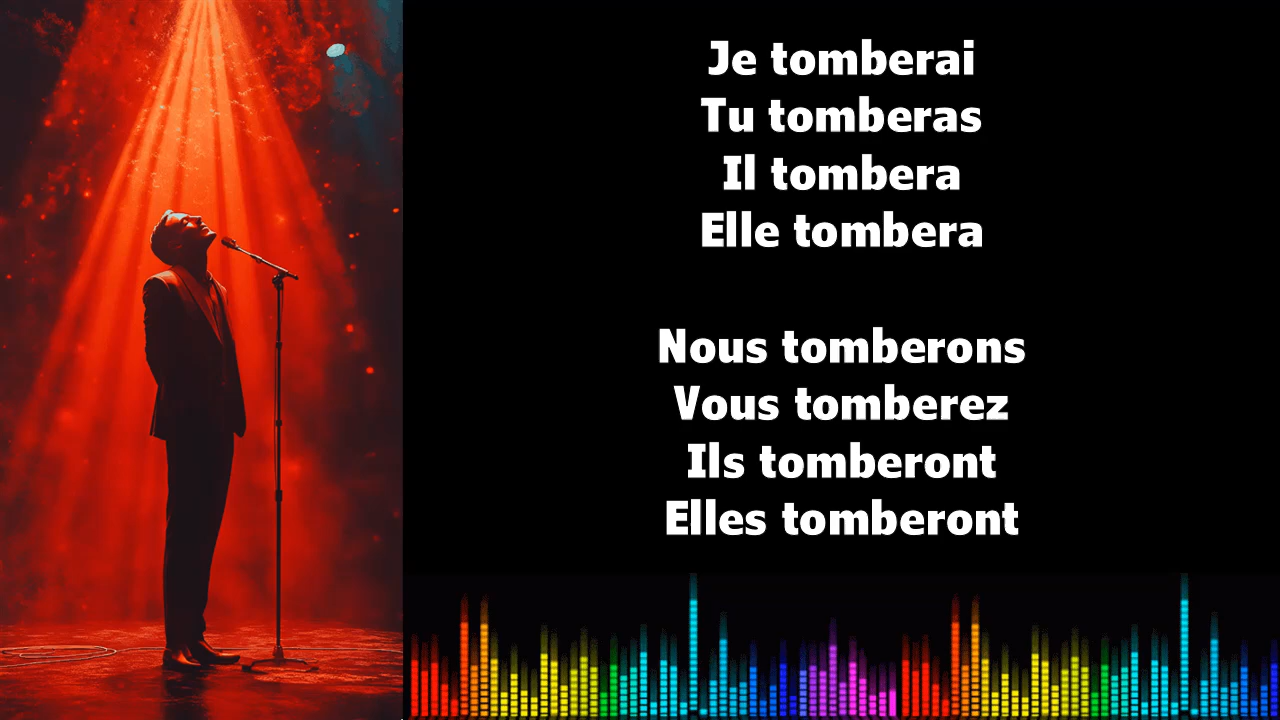 Je tomberai
Tu tomberas
Il tombera
Elle tombera
Nous tomberons
Vous tomberez
Ils tomberont
Elles tomberont